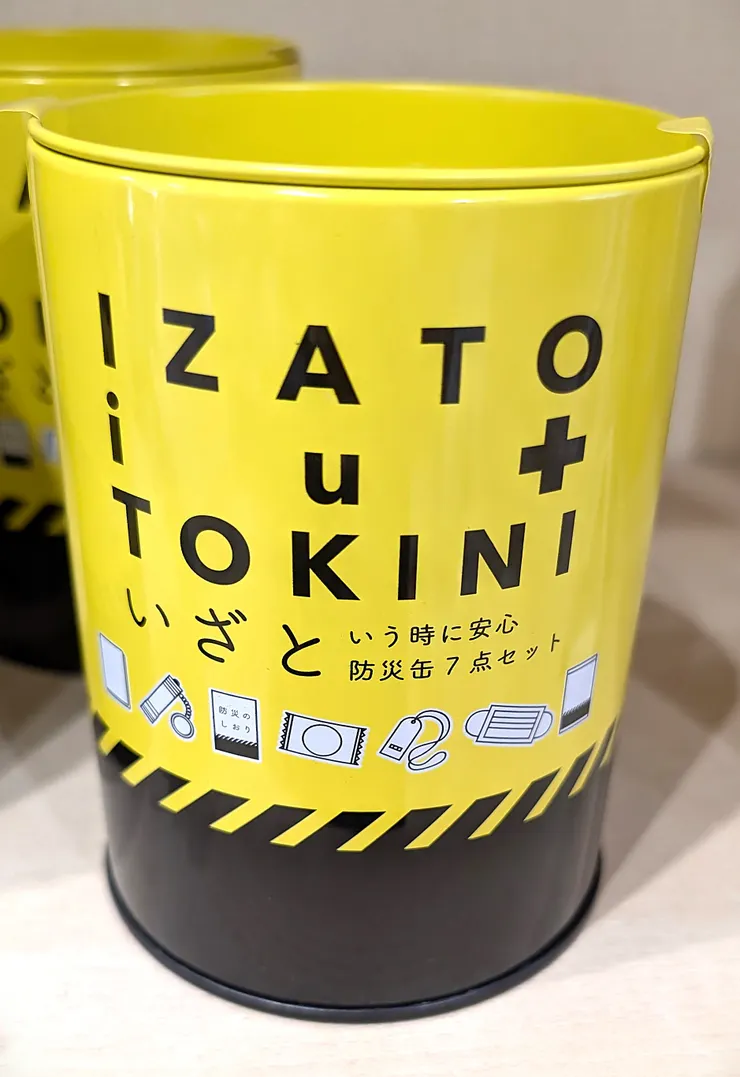 IZATO
i u +
TOKINI
いざと
いう時に安心
防災缶7点セット
防災の
しおり